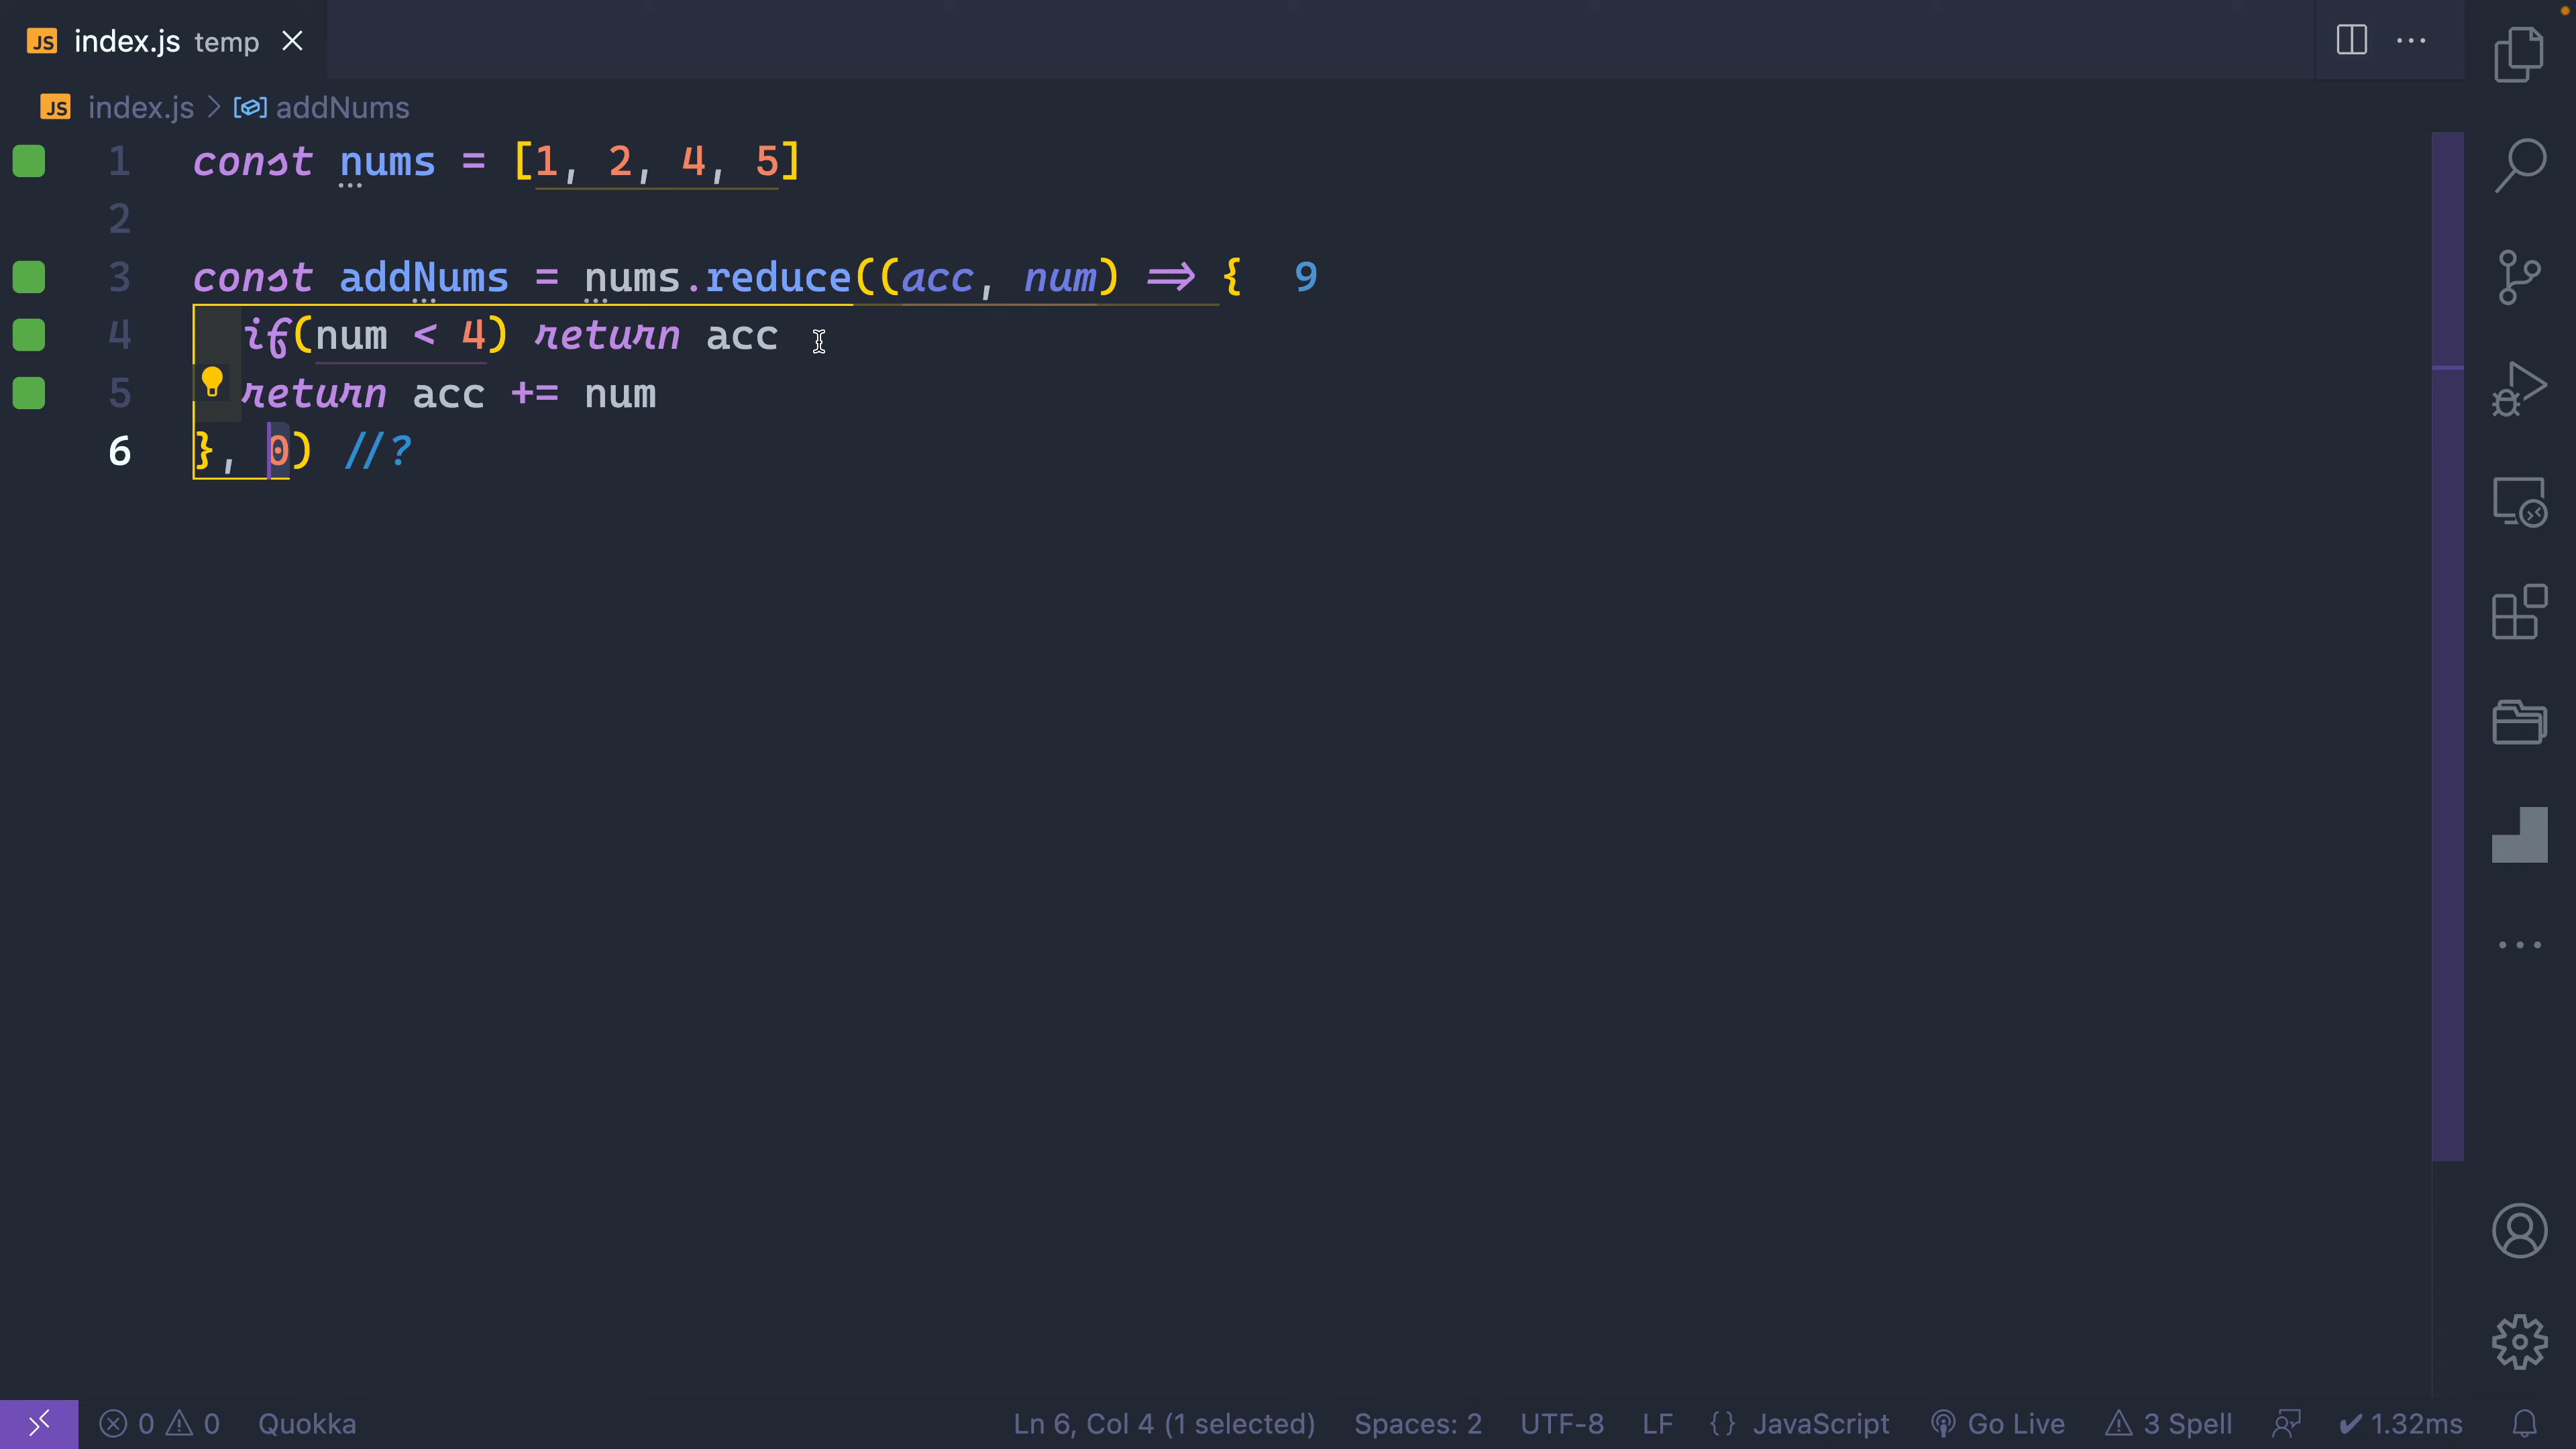 JS index.js temp
JS index.js > addNums
1 const nums = [1, 2, 4, 5]
2
3 const addNums = nums.reduce((acc, num) => { 9
4 if(num < 4) return acc
5 return acc += num
6 }, 0) //?
0 0 Quokka Ln 6, Col 4 (1 selected) Spaces: 2 UTF-8 LF {} JavaScript Go Live 3 Spell ✔ 1.32ms